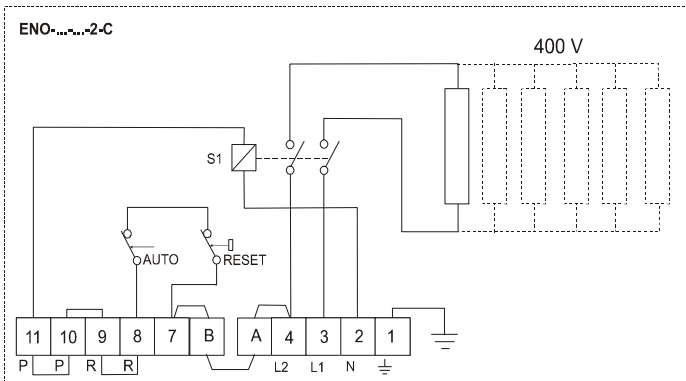 ENO-...-...-2-C
400 V
S1
AUTO RESET
11 10 9 8 7 B A 4 3 2 1
P P R R L2 L1 N